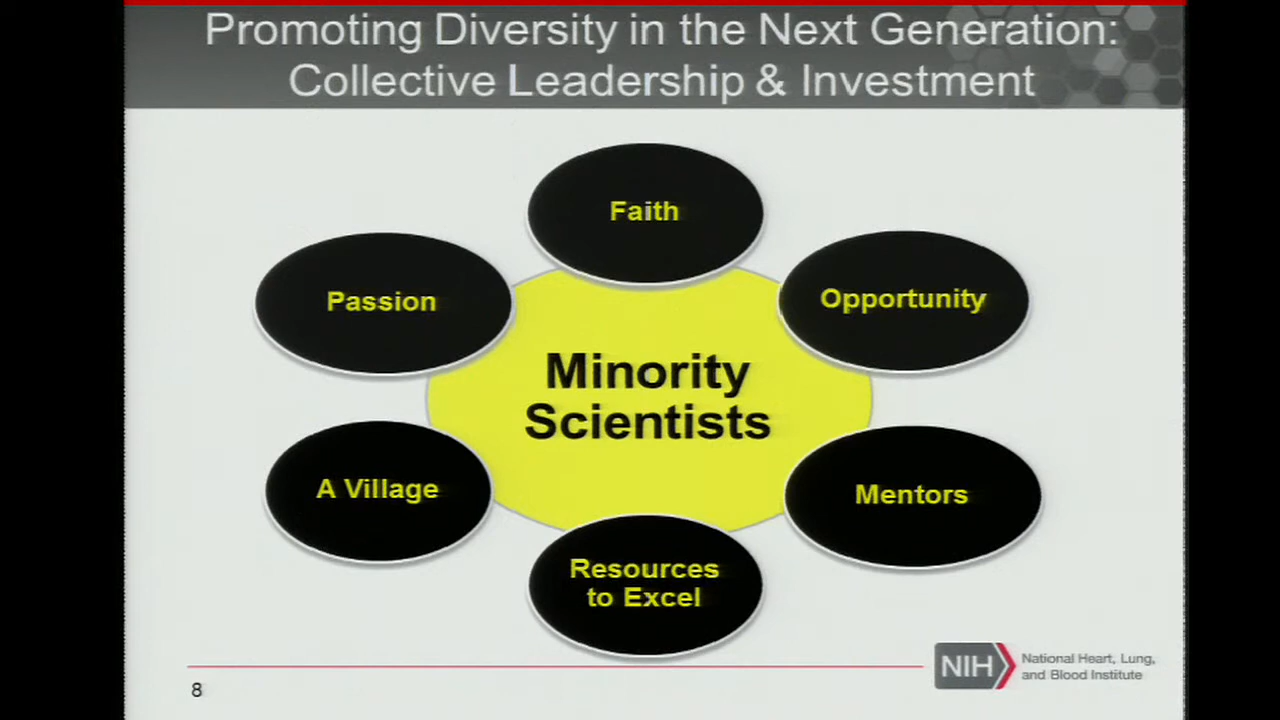 Promoting Diversity in the Next Generation:
Collective Leadership & Investment
Faith
Passion
Opportunity
Minority
Scientists
A Village
Mentors
Resources
to Excel
NIH
National Heart, Lung,
and Blood Institute
8